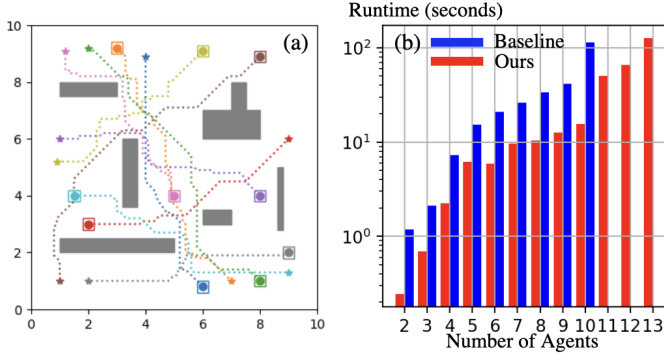 Runtime (seconds)
(a)
(b)
Baseline
Ours
10
8
6
4
2
0
0 2 4 6 8 10
10²
10¹
10⁰
2 3 4 5 6 7 8 9 10 11 12 13
Number of Agents